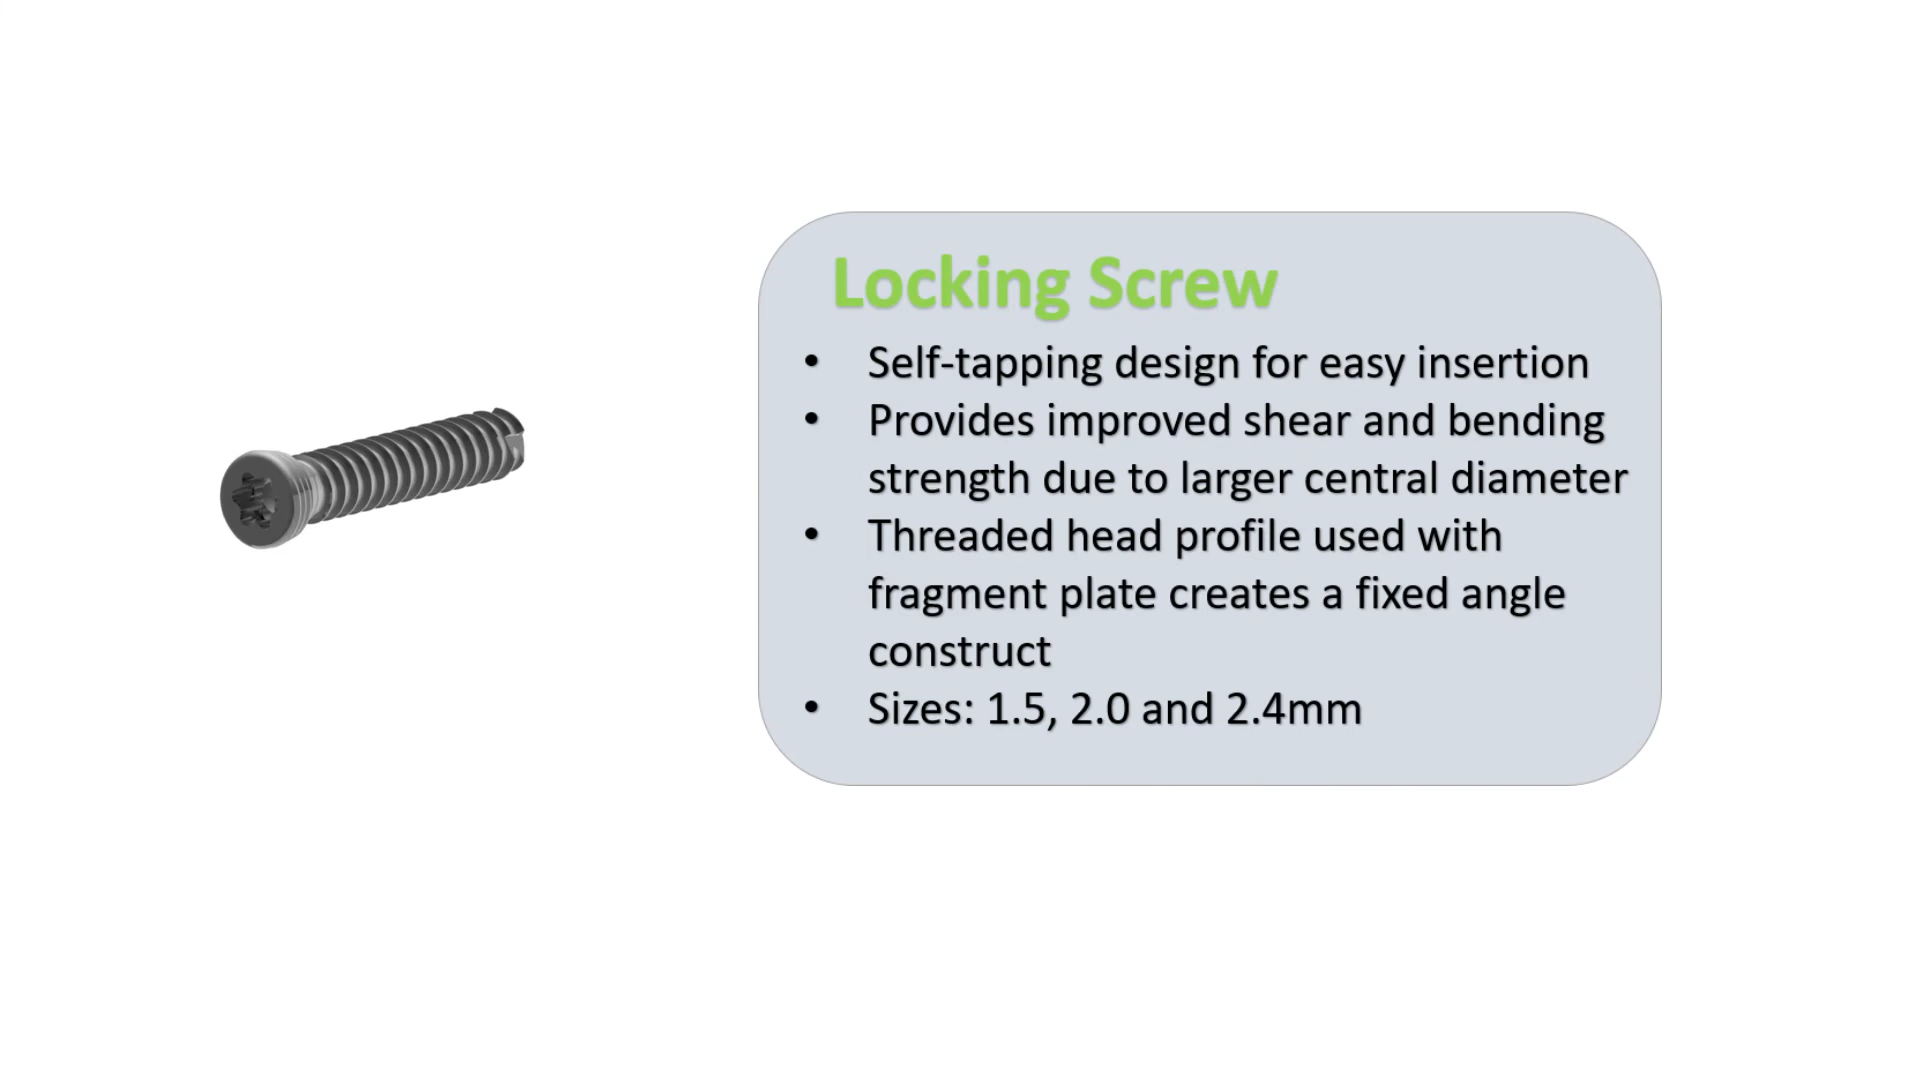 Locking Screw
• Self-tapping design for easy insertion
• Provides improved shear and bending
strength due to larger central diameter
• Threaded head profile used with
fragment plate creates a fixed angle
construct
• Sizes: 1.5, 2.0 and 2.4mm